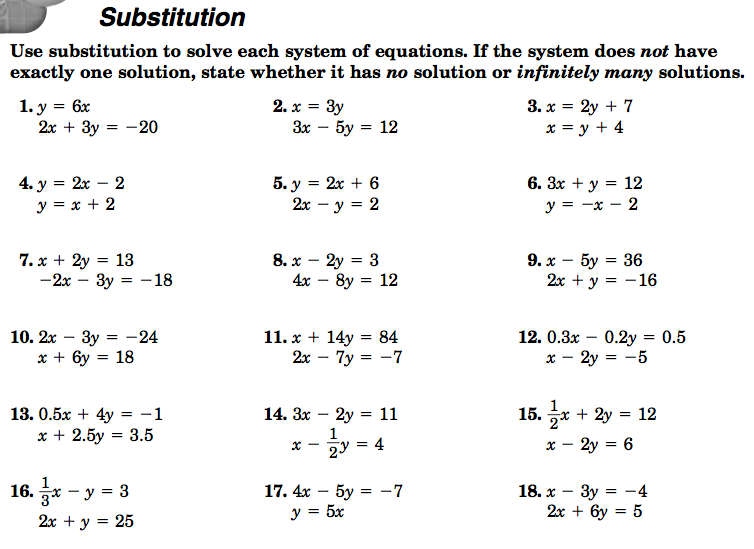 Substitution
Use substitution to solve each system of equations. If the system does not have
exactly one solution, state whether it has no solution or infinitely many solutions.
1. y = 6x
2x + 3y = −20
2. x = 3y
3x − 5y = 12
3. x = 2y + 7
x = y + 4
4. y = 2x − 2
y = x + 2
5. y = 2x + 6
2x − y = 2
6. 3x + y = 12
y = −x − 2
7. x + 2y = 13
−2x − 3y = −18
8. x − 2y = 3
4x − 8y = 12
9. x − 5y = 36
2x + y = −16
10. 2x − 3y = −24
x + 6y = 18
11. x + 14y = 84
2x − 7y = −7
12. 0.3x − 0.2y = 0.5
x − 2y = −5
13. 0.5x + 4y = −1
x + 2.5y = 3.5
14. 3x − 2y = 11
x − 1/2y = 4
15. 1/2x + 2y = 12
x − 2y = 6
16. 1/3x − y = 3
2x + y = 25
17. 4x − 5y = −7
y = 5x
18. x − 3y = −4
2x + 6y = 5